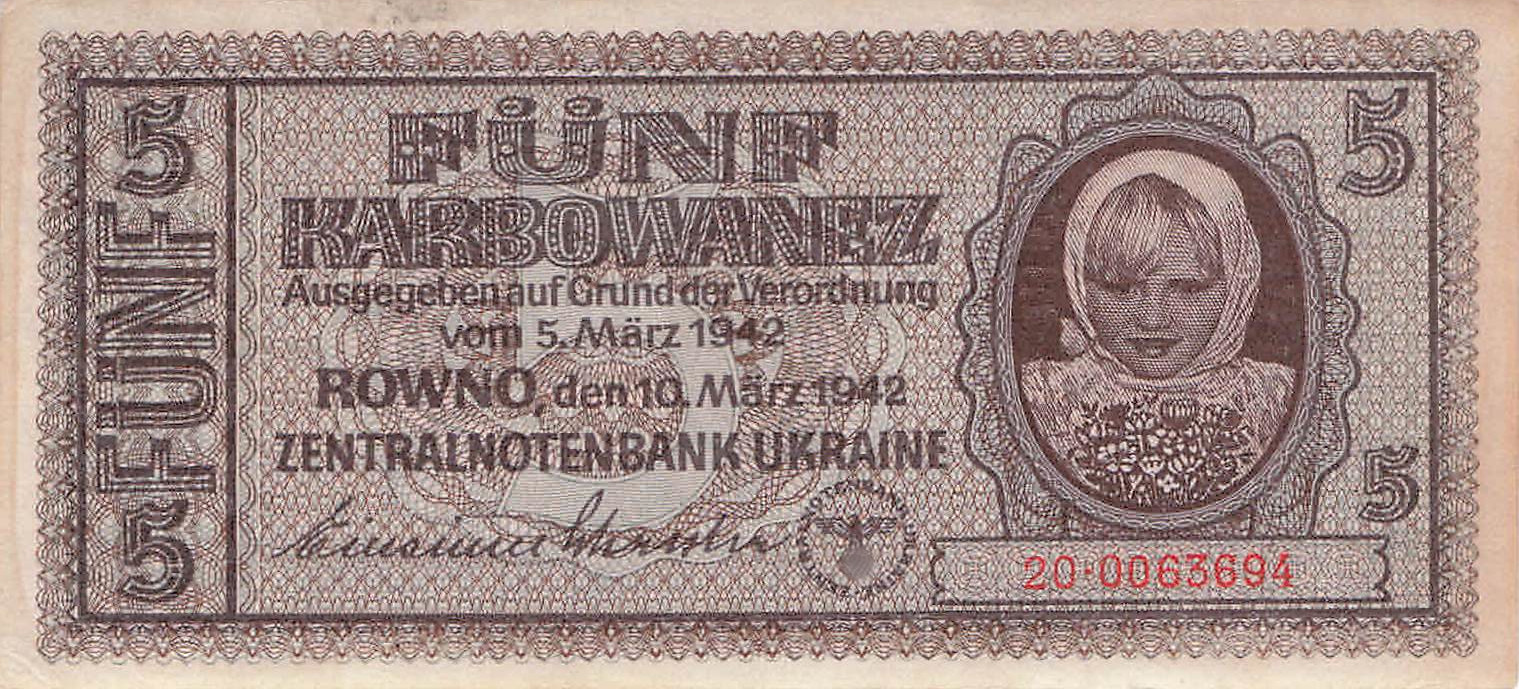 5 FÜNF 5
FÜNF
KARBOWANEZ
Ausgegeben auf Grund der Verordnung
vom 5. März 1942
ROWNO, den 10. März 1942
ZENTRALNOTENBANK UKRAINE
5
5
20·0063694